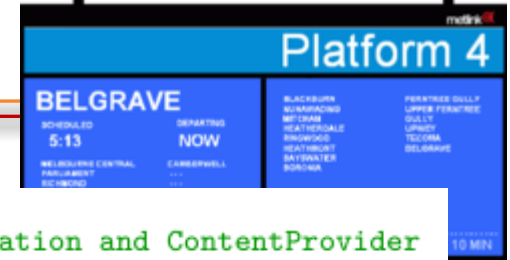 metlink
Platform 4
BELGRAVE
SCHEDULED DEPARTING
5:13 NOW
MELBOURNE CENTRAL CAMBERWELL
PARLIAMENT ---
RICHMOND ---
BLACKBURN
NUNAWADING
MITCHAM
HEATHERDALE
RINGWOOD
HEATHMONT
BAYSWATER
BORONIA
FERNTREE GULLY
UPPER FERNTREE
GULLY
UPWEY
TECOMA
BELGRAVE
10 MIN
ation and ContentProvider